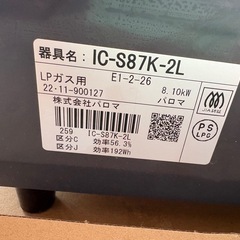 器具名: IC-S87K-2L
LPガス用 E1-2-26
22·11-900127 8.10kW
株式会社パロマ パロマ
259 IC-S87K-2L
区分C 効率56.3%
区分J 効率192Wh
PS
LPG